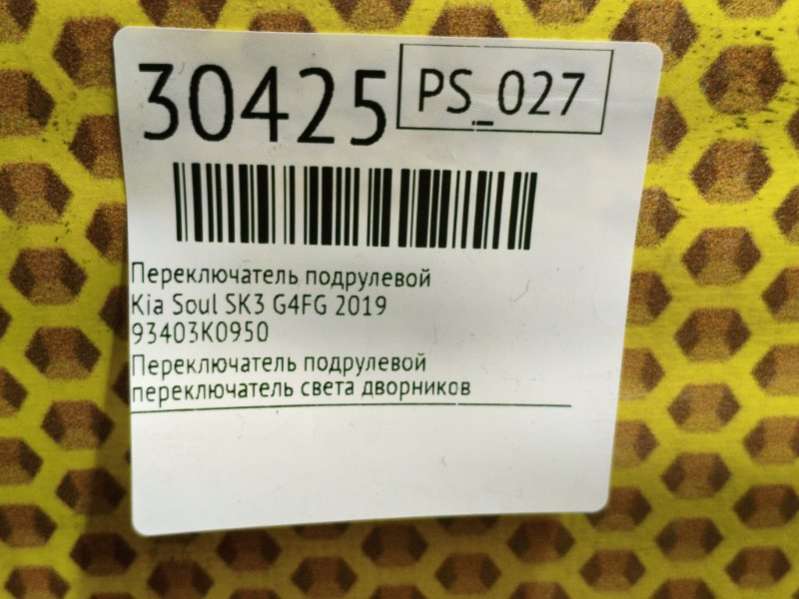 30425
PS_027
Переключатель подрулевой
Kia Soul SK3 G4FG 2019
93403K0950
Переключатель подрулевой
переключатель света дворников